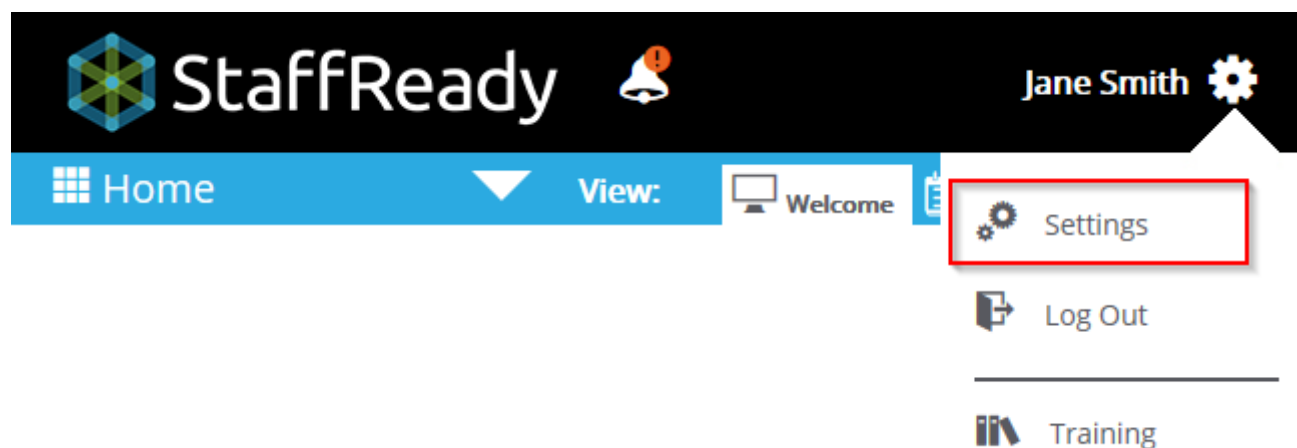 StaffReady
Jane Smith
Home
View:
Welcome
Settings
Log Out
Training